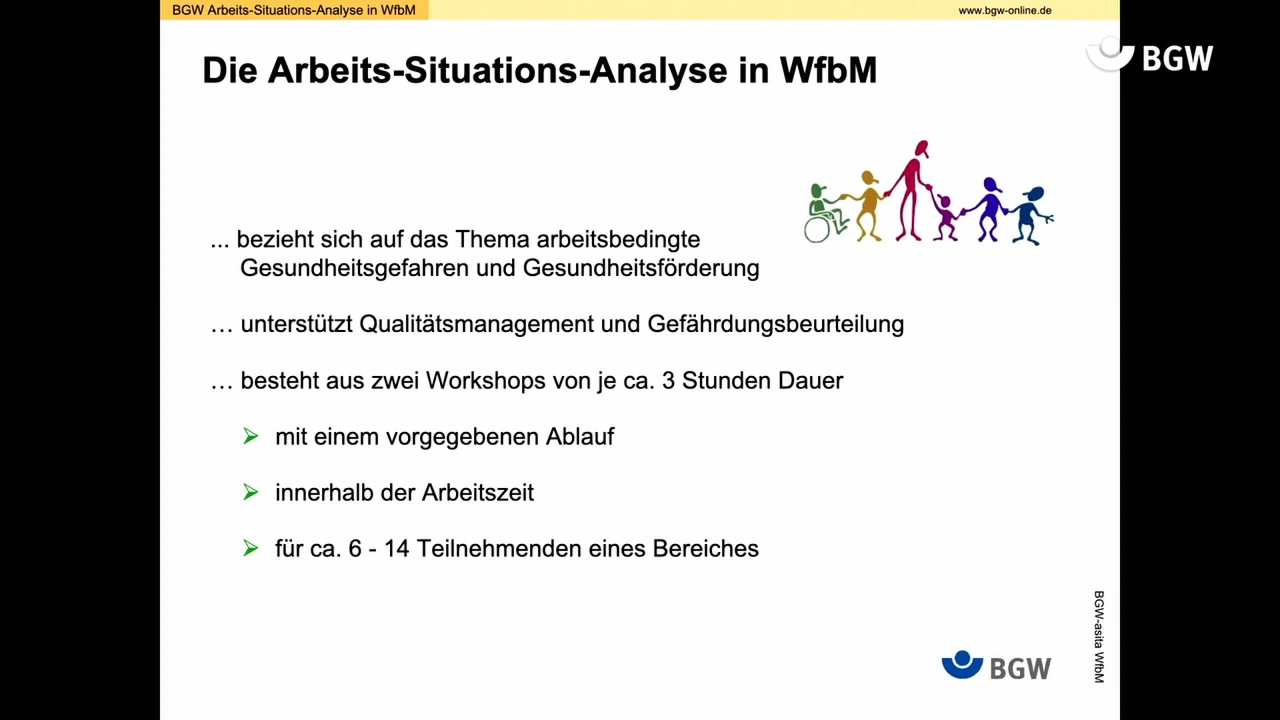 BGW Arbeits-Situations-Analyse in WfbM
www.bgw-online.de
BGW
Die Arbeits-Situations-Analyse in WfbM
... bezieht sich auf das Thema arbeitsbedingte
Gesundheitsgefahren und Gesundheitsförderung
… unterstützt Qualitätsmanagement und Gefährdungsbeurteilung
… besteht aus zwei Workshops von je ca. 3 Stunden Dauer
mit einem vorgegebenen Ablauf
innerhalb der Arbeitszeit
für ca. 6 - 14 Teilnehmenden eines Bereiches
BGW-asita WfbM
BGW